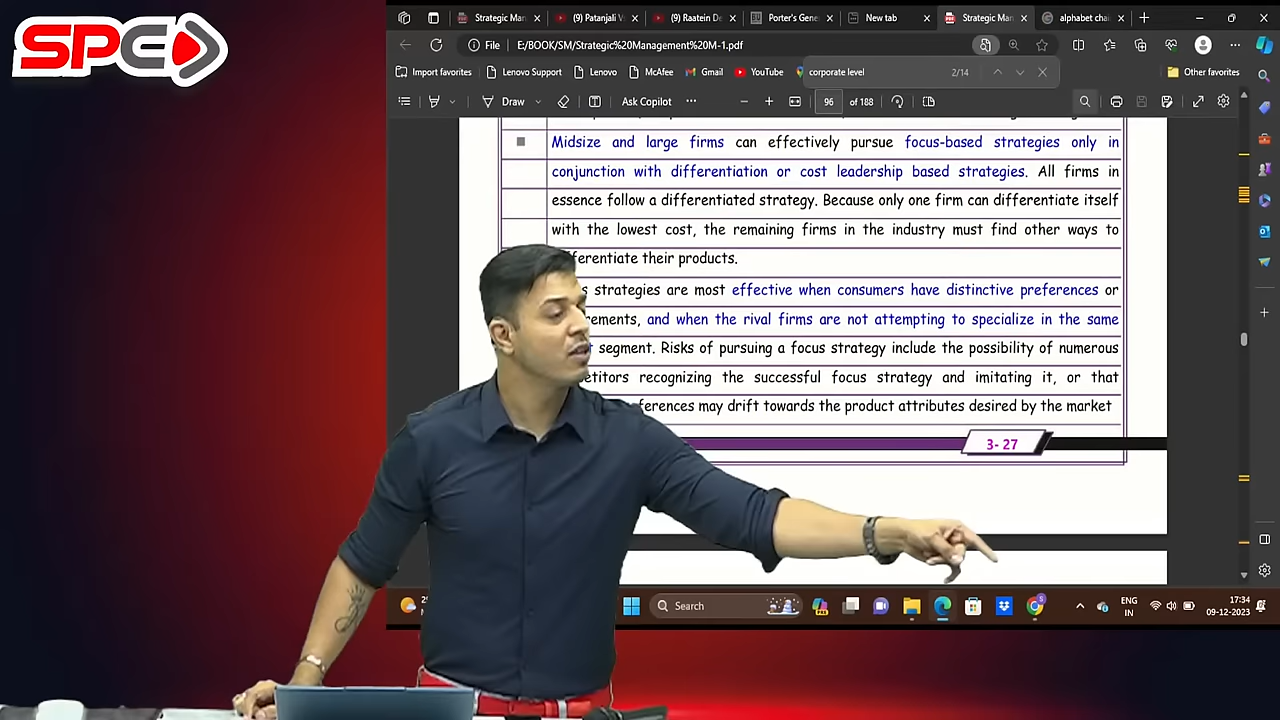 SPC
Strategic Man
(9) Patanjali V
(9) Raatein De
ter's Gene
New tab
Strategic Man
alphabet cha
File
E:/BOOK/SM/Strategic%20Management%20M-1.pdf
Import favorites
Lenovo Support
Lenovo
McAfee
Gmail
YouTube
corporate level
2/14
Other favorites
Draw
Ask Copilot
96
of 188
Midsize and large firms can effectively pursue focus-based strategies only in
conjunction with differentiation or cost leadership based strategies. All firms in
essence follow a differentiated strategy. Because only one firm can differentiate itself
with the lowest cost, the remaining firms in the industry must find other ways to
fferentiate their products.
s strategies are most effective when consumers have distinctive preferences or
rements, and when the rival firms are not attempting to specialize in the same
segment. Risks of pursuing a focus strategy include the possibility of numerous
etitors recognizing the successful focus strategy and imitating it, or that
ferences may drift towards the product attributes desired by the market
3- 27
Search
ENG
IN
17:34
09-12-2023